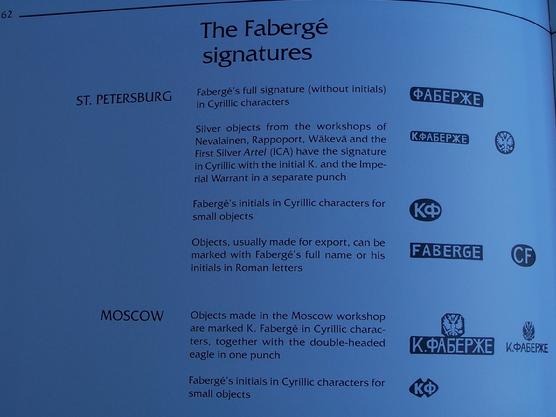 62
The Fabergé
signatures
ST. PETERSBURG
Fabergé's full signature (without initials)
in Cyrillic characters
ФАБЕРЖЕ
Silver objects from the workshops of
Nevalainen, Rappoport, Wäkevä and the
First Silver Artel (ICA) have the signature
in Cyrillic with the initial K. and the Impe-
rial Warrant in a separate punch
К.ФАБЕРЖЕ
Fabergé's initials in Cyrillic characters for
small objects
КФ
Objects, usually made for export, can be
marked with Fabergé's full name or his
initials in Roman letters
FABERGE
CF
MOSCOW
Objects made in the Moscow workshop
are marked K. Fabergé in Cyrillic charac-
ters, together with the double-headed
eagle in one punch
К.ФАБЕРЖЕ
К.ФАБЕРЖЕ
Fabergé's initials in Cyrillic characters for
small objects
КФ